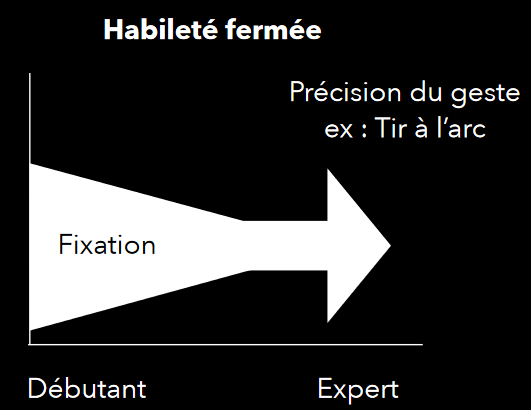 Habileté fermée
Précision du geste
ex : Tir à l'arc
Fixation
Débutant
Expert